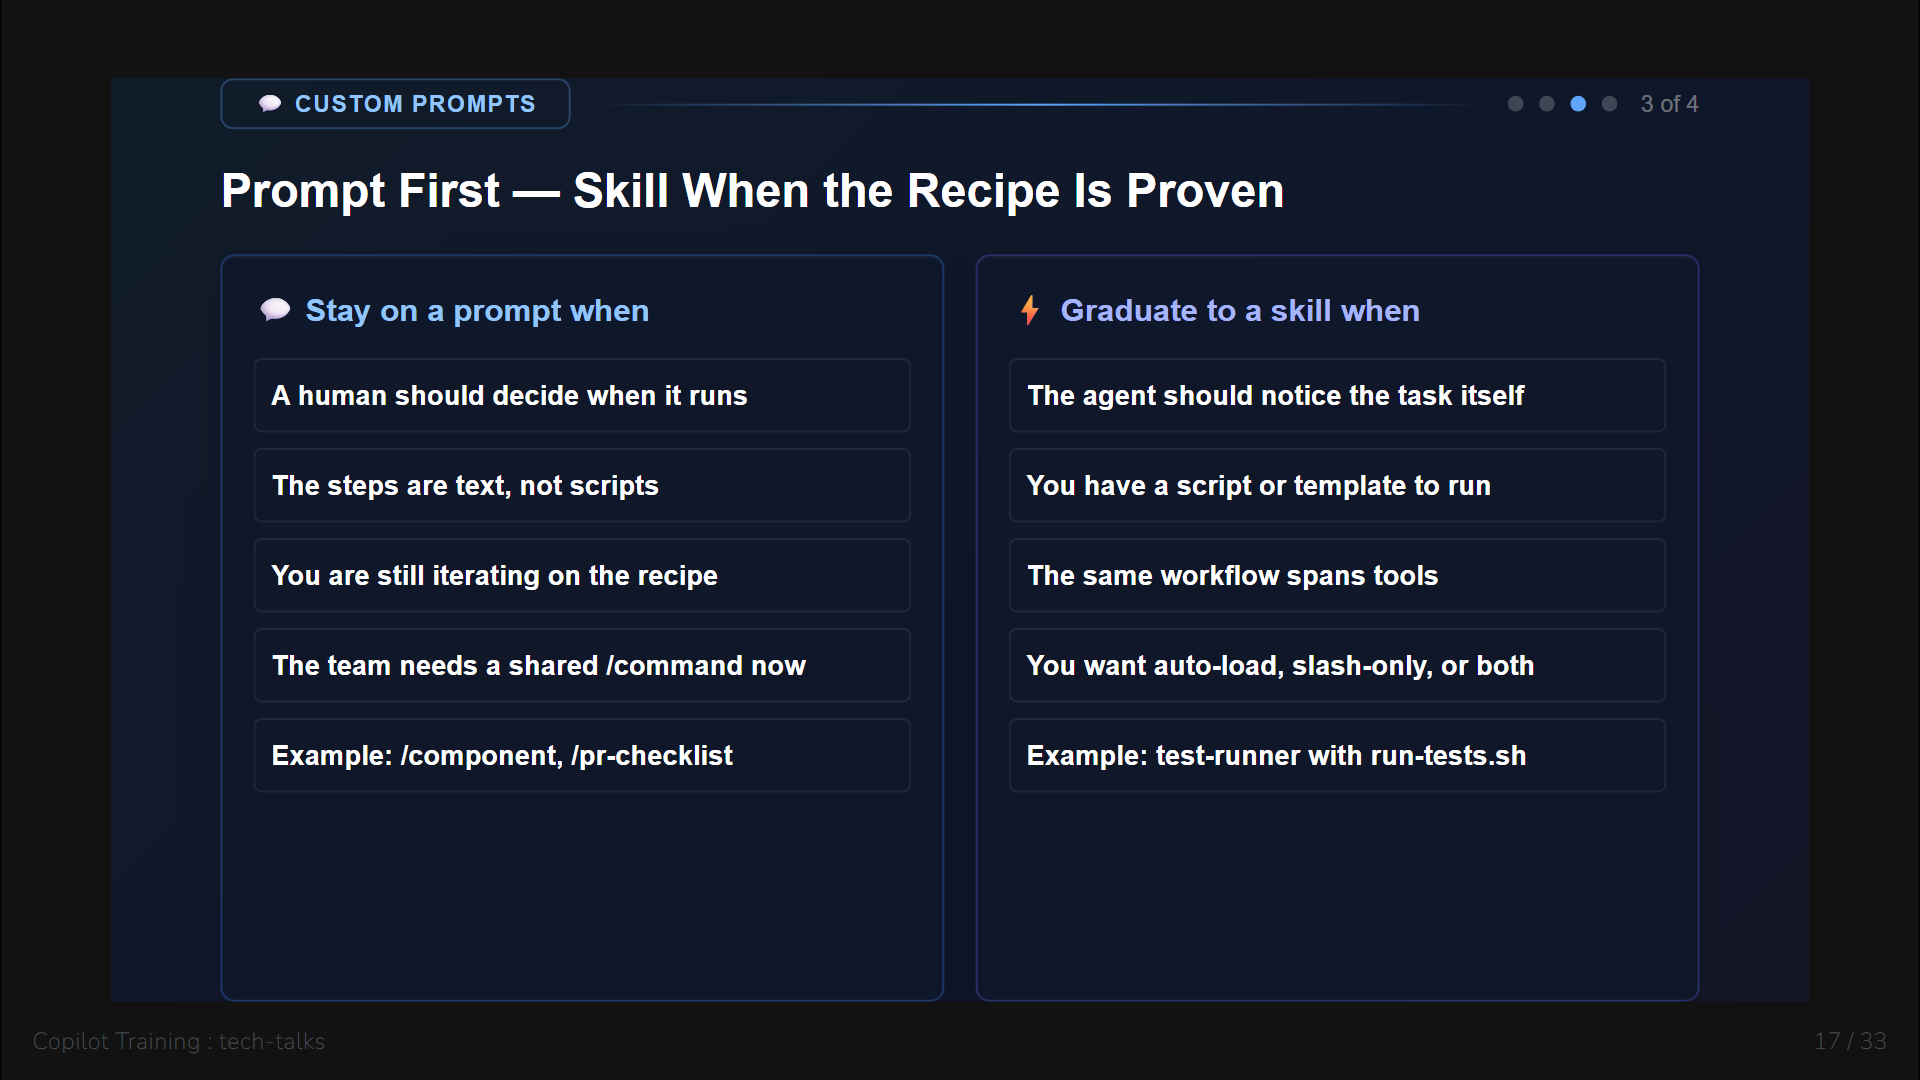 CUSTOM PROMPTS
3 of 4
Prompt First — Skill When the Recipe Is Proven
Stay on a prompt when
A human should decide when it runs
The steps are text, not scripts
You are still iterating on the recipe
The team needs a shared /command now
Example: /component, /pr-checklist
Graduate to a skill when
The agent should notice the task itself
You have a script or template to run
The same workflow spans tools
You want auto-load, slash-only, or both
Example: test-runner with run-tests.sh
Copilot Training : tech-talks
17 / 33